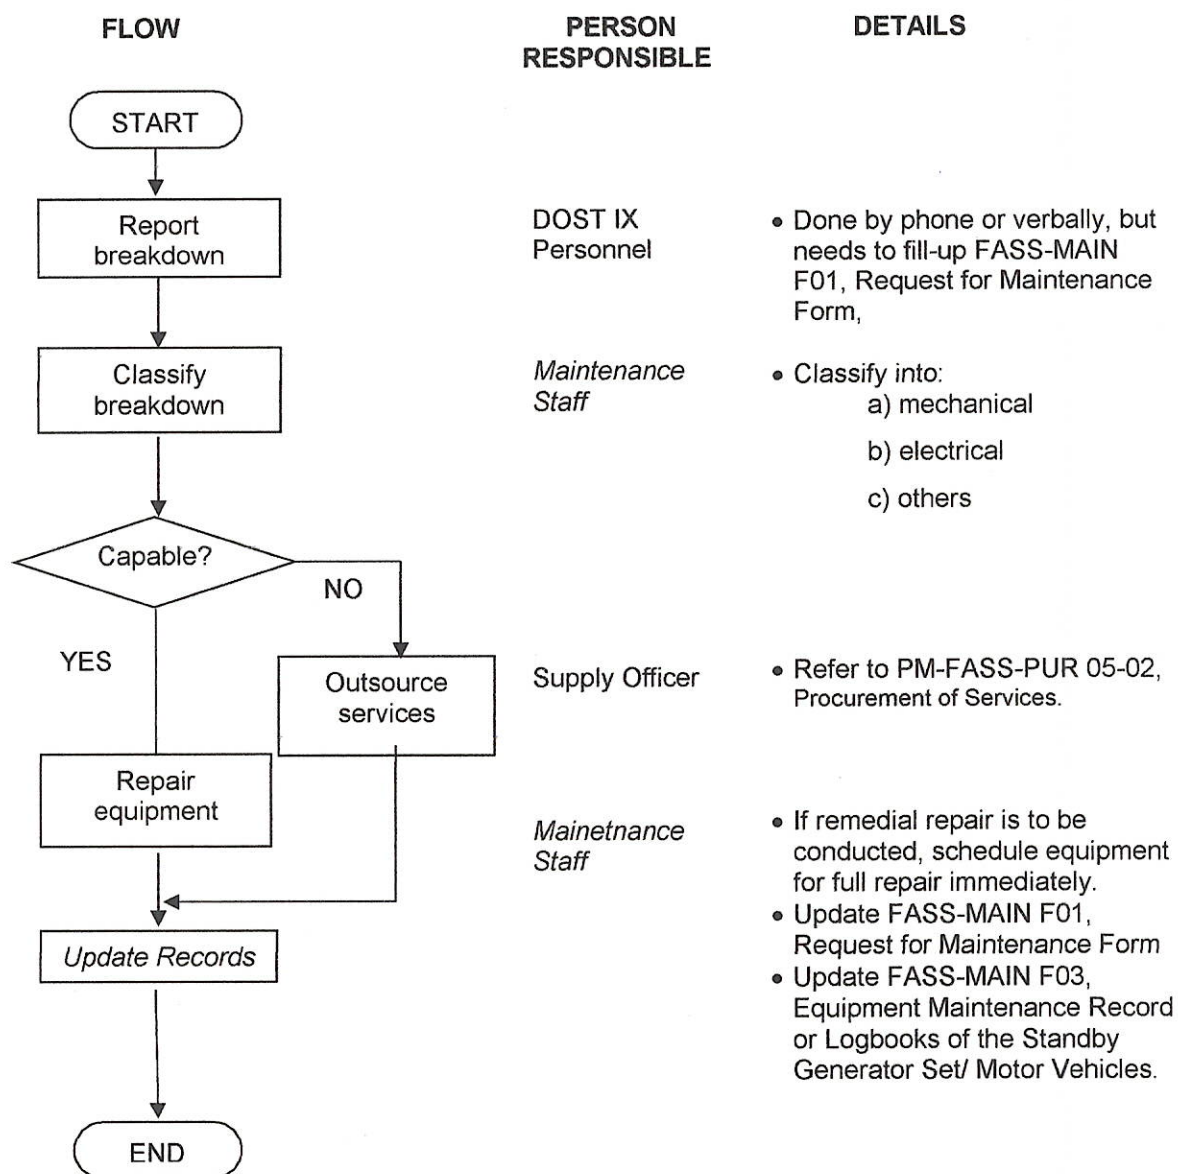 FLOW
PERSON
RESPONSIBLE
DETAILS
START
Report
breakdown
DOST IX
Personnel
• Done by phone or verbally, but
needs to fill-up FASS-MAIN
F01, Request for Maintenance
Form,
Classify
breakdown
Maintenance
Staff
• Classify into:
a) mechanical
b) electrical
c) others
Capable?
NO
YES
Outsource
services
Supply Officer
• Refer to PM-FASS-PUR 05-02,
Procurement of Services.
Repair
equipment
Mainetnance
Staff
• If remedial repair is to be
conducted, schedule equipment
for full repair immediately.
• Update FASS-MAIN F01,
Request for Maintenance Form
• Update FASS-MAIN F03,
Equipment Maintenance Record
or Logbooks of the Standby
Generator Set/ Motor Vehicles.
Update Records
END